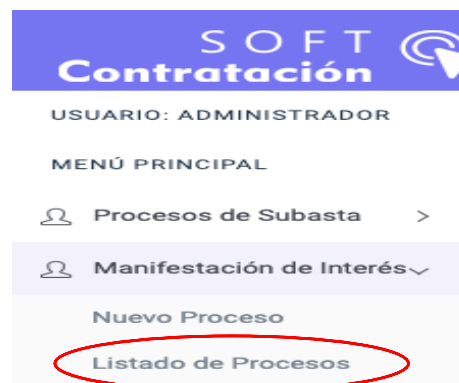 SOFT
Contratación
USUARIO: ADMINISTRADOR
MENÚ PRINCIPAL
Procesos de Subasta >
Manifestación de Interés
Nuevo Proceso
Listado de Procesos